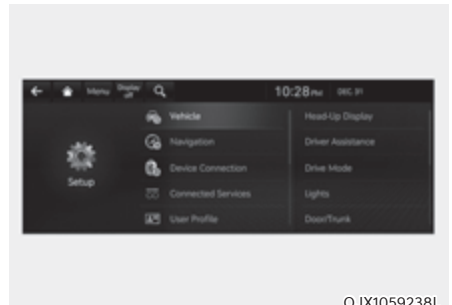 Menu Display off 10:28 PM DEC. 31
Vehicle
Navigation
Device Connection
Connected Services
User Profile
Setup
Head-Up Display
Driver Assistance
Drive Mode
Lights
Door/Trunk
OJX1059238L